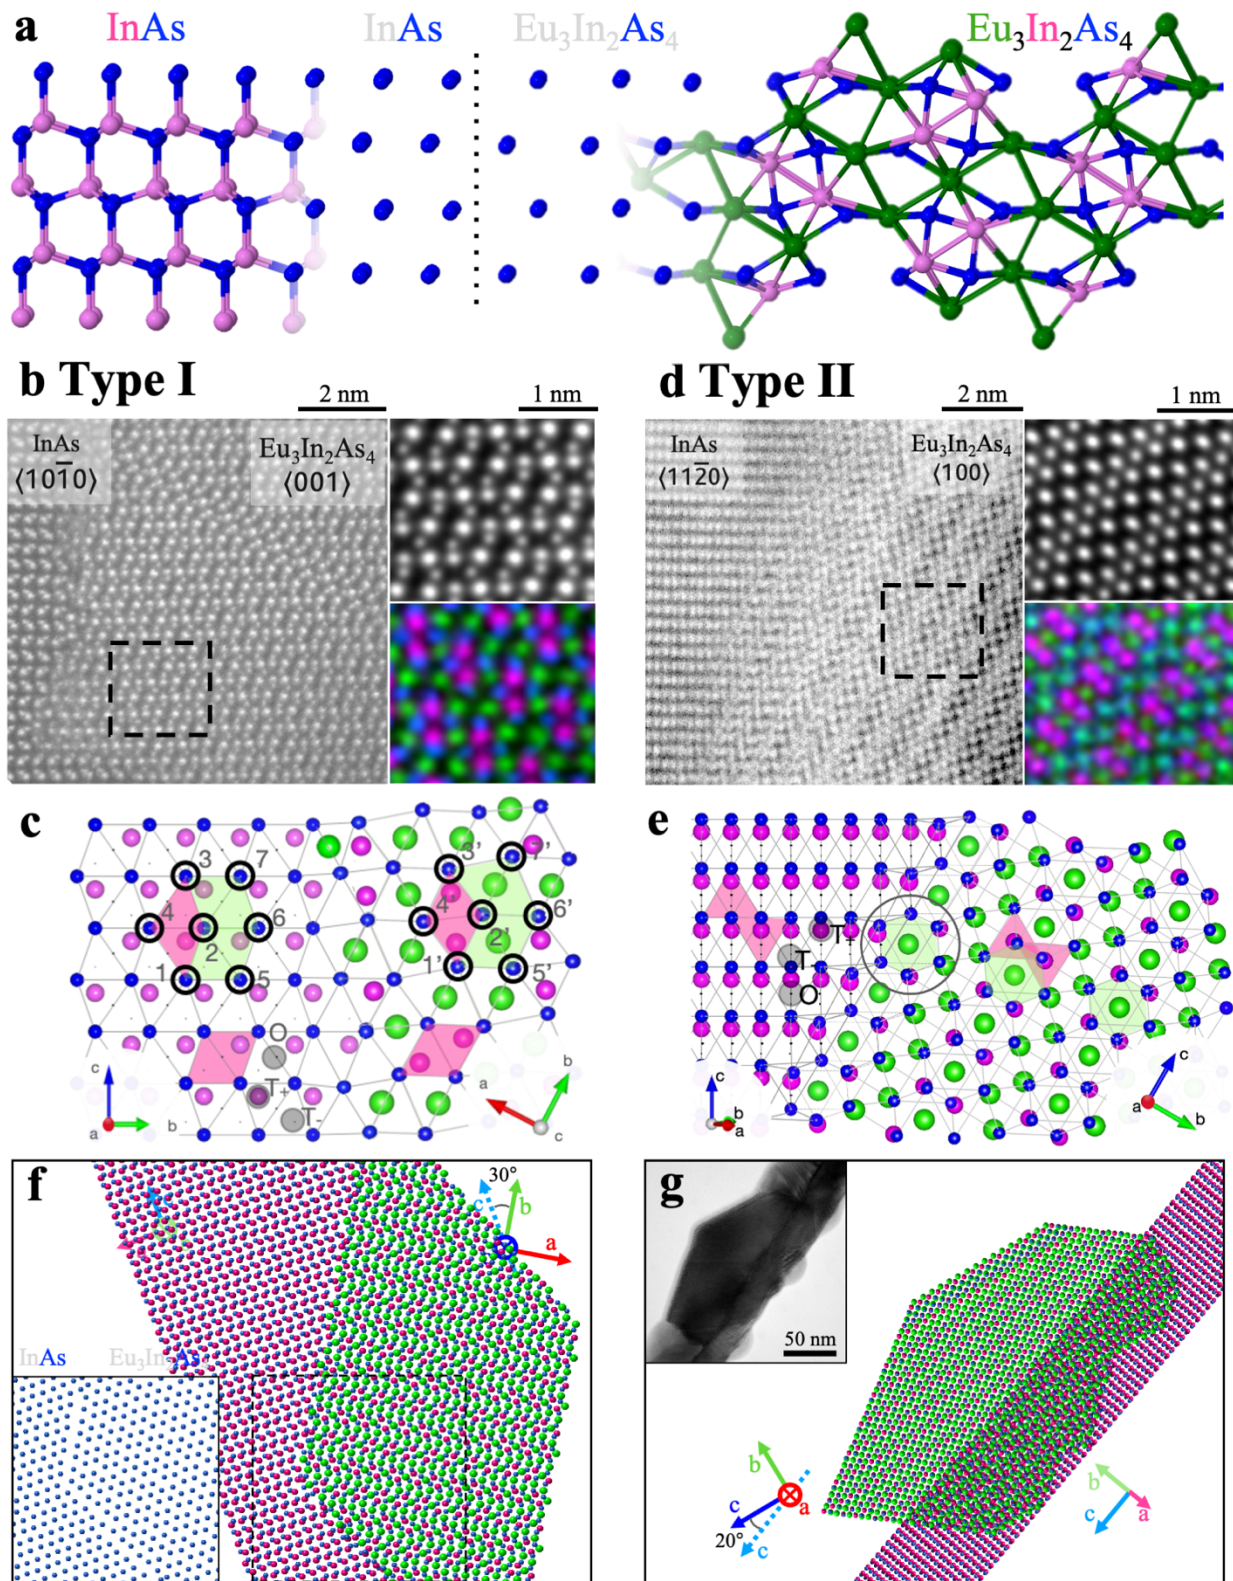 a InAs InAs Eu₃In₂As₄ Eu₃In₂As₄
b Type I 2 nm 1 nm
InAs
⟨101̅0⟩
Eu₃In₂As₄
⟨001⟩
d Type II 2 nm 1 nm
InAs
⟨112̅0⟩
Eu₃In₂As₄
⟨100⟩
c
3 7 3' 7'
4 2 6 4' 2' 6'
1 5 1' 5'
O
T₊
T₋
c
a b
a b
c
e
T₊
T₋
O
c
b
a
c
a b
f
30°
c b
a
c
InAs Eu₃In₂As₄
g
50 nm
b
c a
20°
c
b
c a